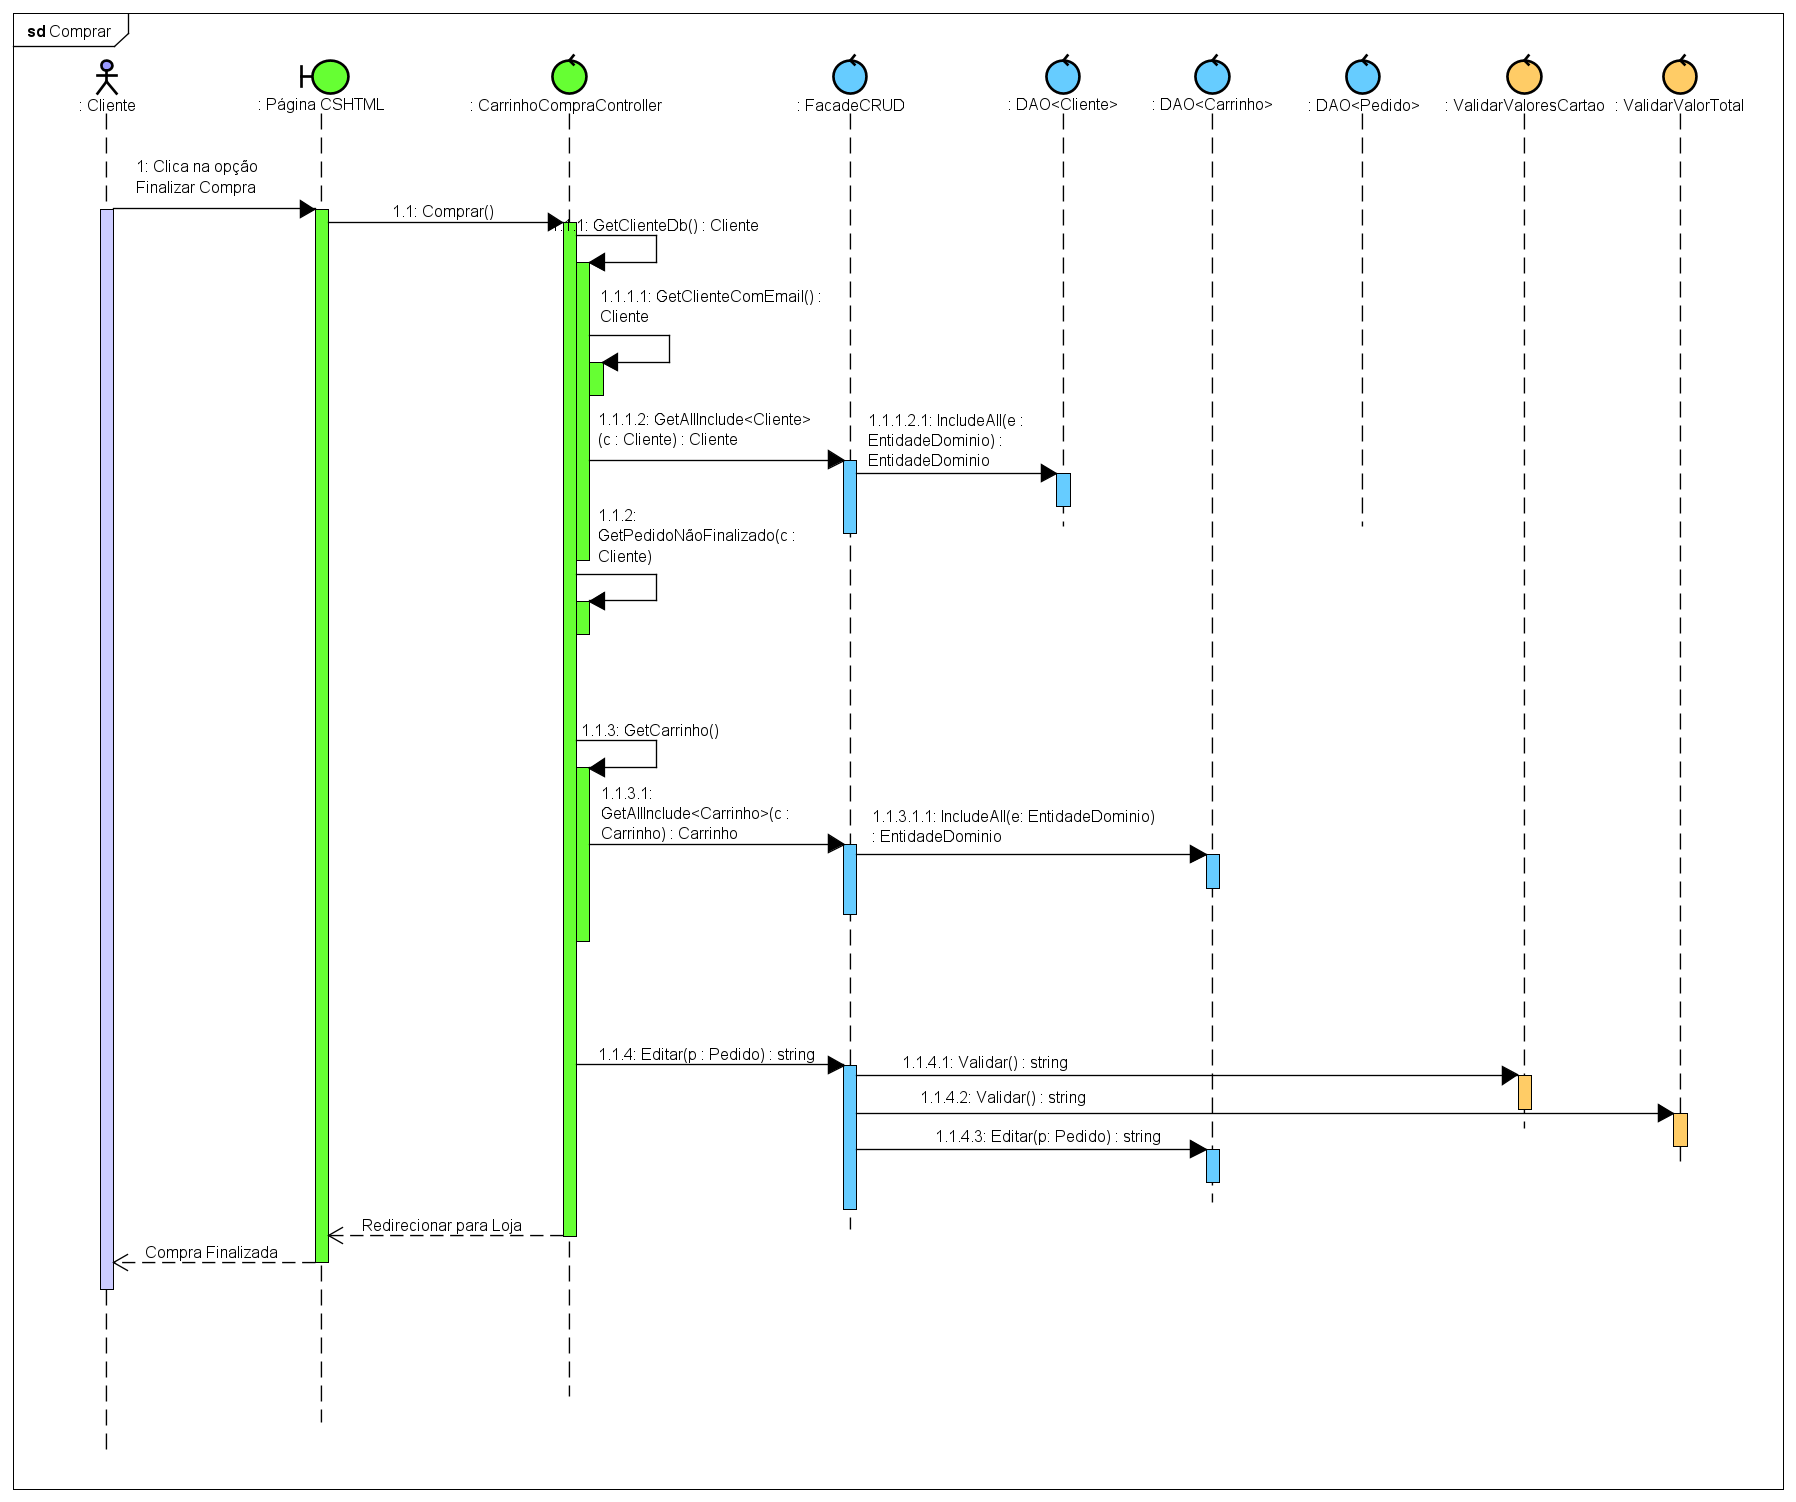 sd Comprar
: Cliente
: Página CSHTML
: CarrinhoCompraController
: FacadeCRUD
: DAO<Cliente>
: DAO<Carrinho>
: DAO<Pedido>
: ValidarValoresCartao
: ValidarValorTotal
1: Clica na opção
Finalizar Compra
1.1: Comprar()
1.1.1: GetClienteDb() : Cliente
1.1.1.1: GetClienteComEmail() :
Cliente
1.1.1.2: GetAllInclude<Cliente>
(c : Cliente) : Cliente
1.1.1.2.1: IncludeAll(e :
EntidadeDominio) :
EntidadeDominio
1.1.2:
GetPedidoNãoFinalizado(c :
Cliente)
1.1.3: GetCarrinho()
1.1.3.1:
GetAllInclude<Carrinho>(c :
Carrinho) : Carrinho
1.1.3.1.1: IncludeAll(e: EntidadeDominio)
: EntidadeDominio
1.1.4: Editar(p : Pedido) : string
1.1.4.1: Validar() : string
1.1.4.2: Validar() : string
1.1.4.3: Editar(p: Pedido) : string
Redirecionar para Loja
Compra Finalizada